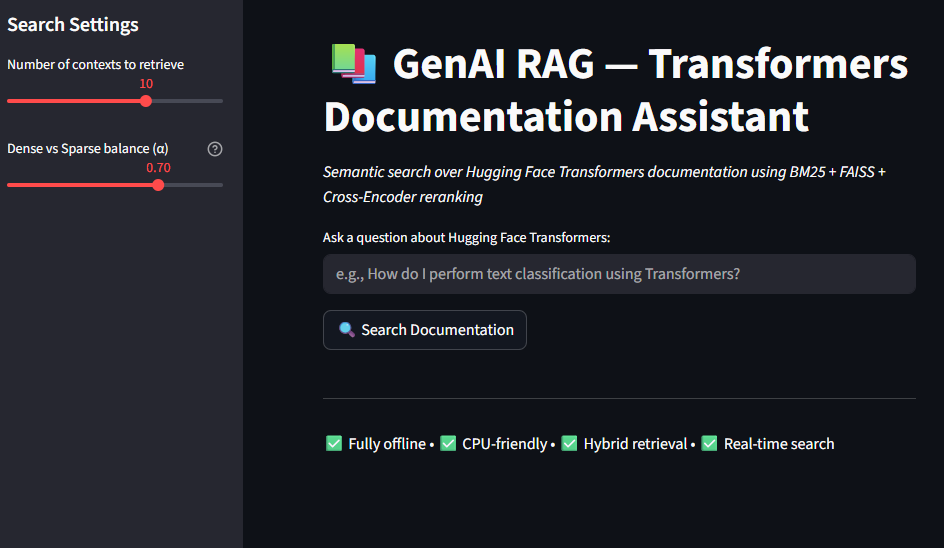 Search Settings
Number of contexts to retrieve
10
Dense vs Sparse balance (α)
0.70
GenAI RAG — Transformers
Documentation Assistant
Semantic search over Hugging Face Transformers documentation using BM25 + FAISS +
Cross-Encoder reranking
Ask a question about Hugging Face Transformers:
e.g., How do I perform text classification using Transformers?
Search Documentation
Fully offline • CPU-friendly • Hybrid retrieval • Real-time search